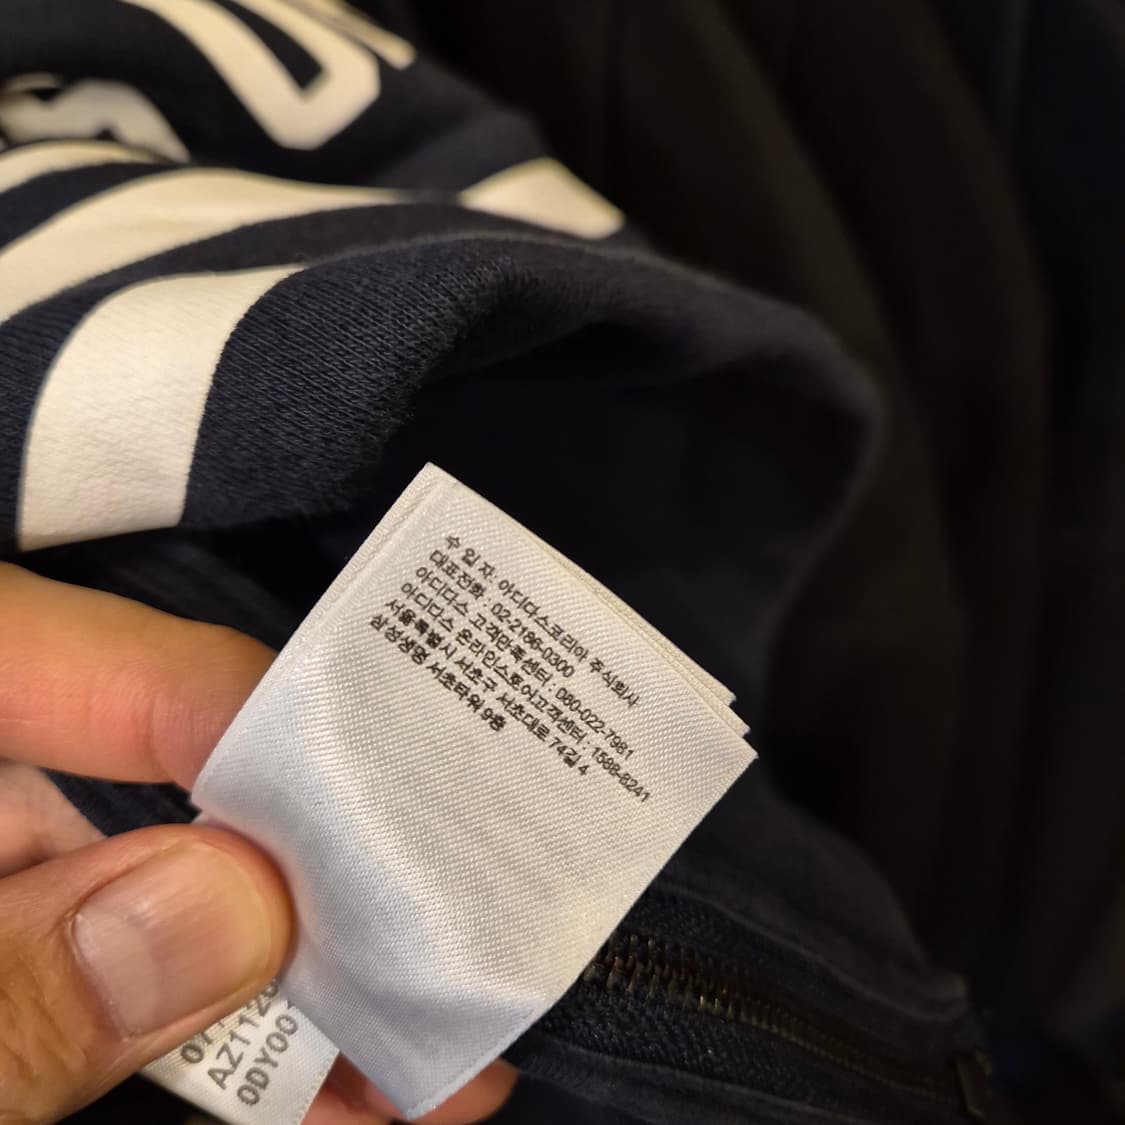 수 입 자: 아디다스코리아 주식회사
대표전화 : 02-2186-0300
아디다스 고객만족센터 : 080-022-7981
아디다스 온라인스토어고객센터 : 1588-8241
서울특별시 서초구 서초대로 74길 4
삼성생명 서초타워 9층
0DY001